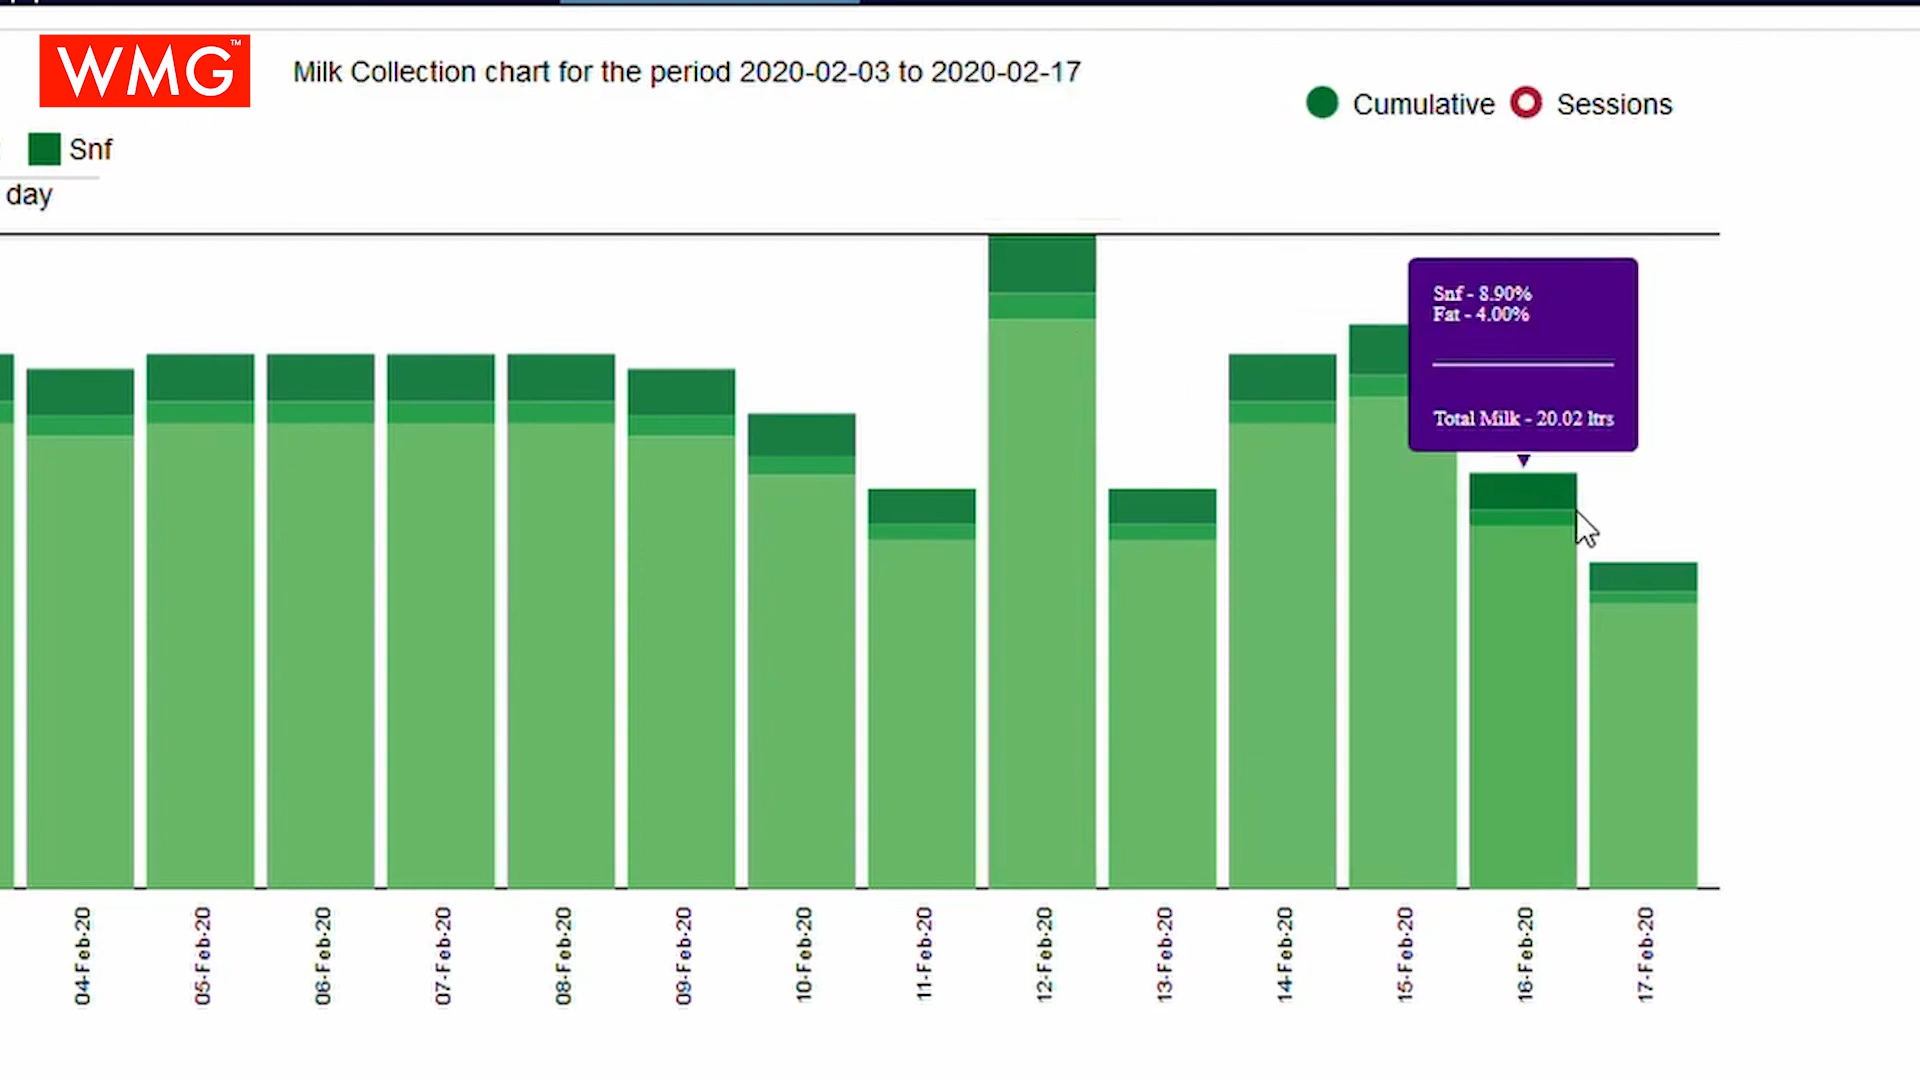 WMG™
Milk Collection chart for the period 2020-02-03 to 2020-02-17
Cumulative
Sessions
Snf
day
Snf - 8.90%
Fat - 4.00%
Total Milk - 20.02 ltrs
04-Feb-20
05-Feb-20
06-Feb-20
07-Feb-20
08-Feb-20
09-Feb-20
10-Feb-20
11-Feb-20
12-Feb-20
13-Feb-20
14-Feb-20
15-Feb-20
16-Feb-20
17-Feb-20